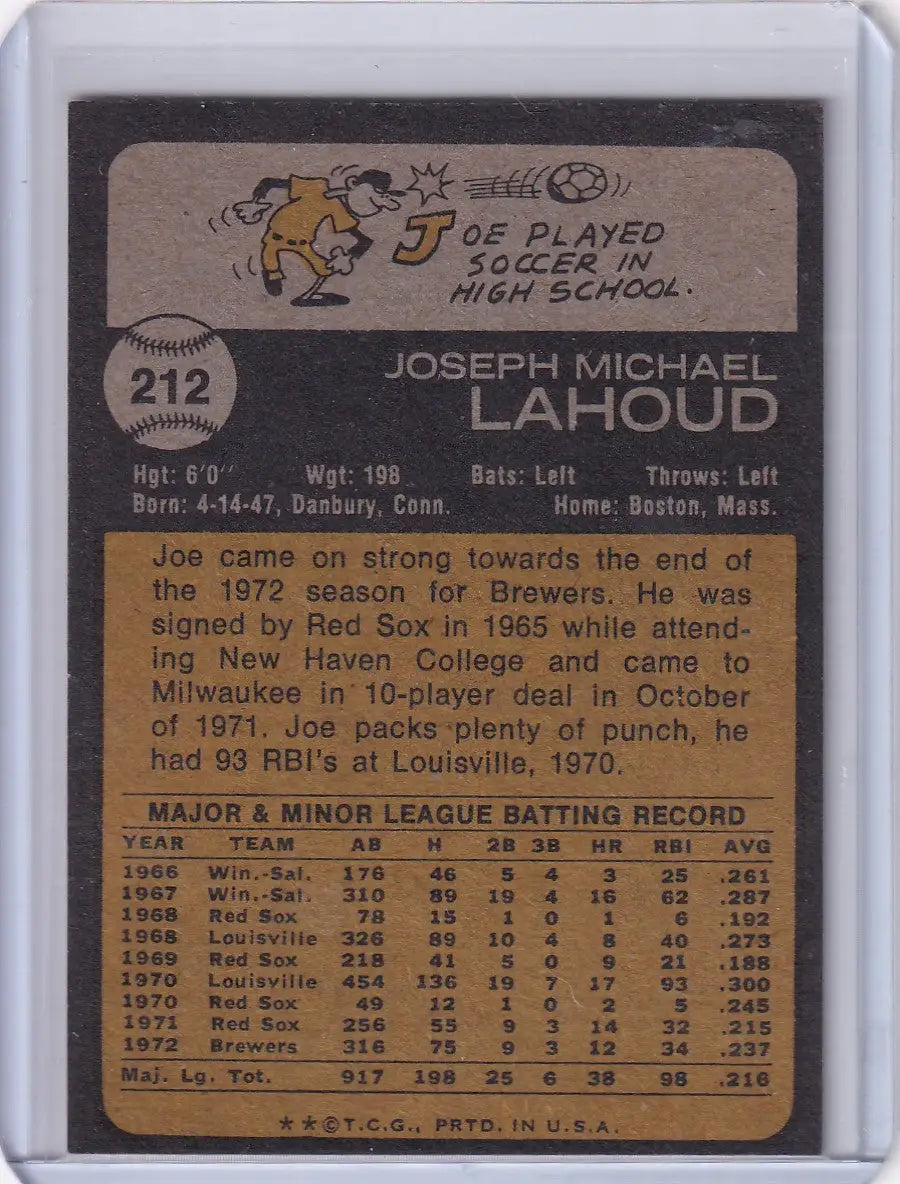 JOE PLAYED
SOCCER IN
HIGH SCHOOL.
212
JOSEPH MICHAEL
LAHOUD
Hgt: 6'0" Wgt: 198 Bats: Left Throws: Left
Born: 4-14-47, Danbury, Conn. Home: Boston, Mass.
Joe came on strong towards the end of
the 1972 season for Brewers. He was
signed by Red Sox in 1965 while attend-
ing New Haven College and came to
Milwaukee in 10-player deal in October
of 1971. Joe packs plenty of punch, he
had 93 RBI's at Louisville, 1970.
MAJOR & MINOR LEAGUE BATTING RECORD
YEAR TEAM AB H 2B 3B HR RBI AVG
1966 Win.-Sal. 176 46 5 4 3 25 .261
1967 Win.-Sal. 310 89 19 4 16 62 .287
1968 Red Sox 78 15 1 0 1 6 .192
1968 Louisville 326 89 10 4 8 40 .273
1969 Red Sox 218 41 5 0 9 21 .188
1970 Louisville 454 136 19 7 17 93 .300
1970 Red Sox 49 12 1 0 2 5 .245
1971 Red Sox 256 55 9 3 14 32 .215
1972 Brewers 316 75 9 3 12 34 .237
Maj. Lg. Tot. 917 198 25 6 38 98 .216
**©T.C.G., PRTD. IN U.S.A.